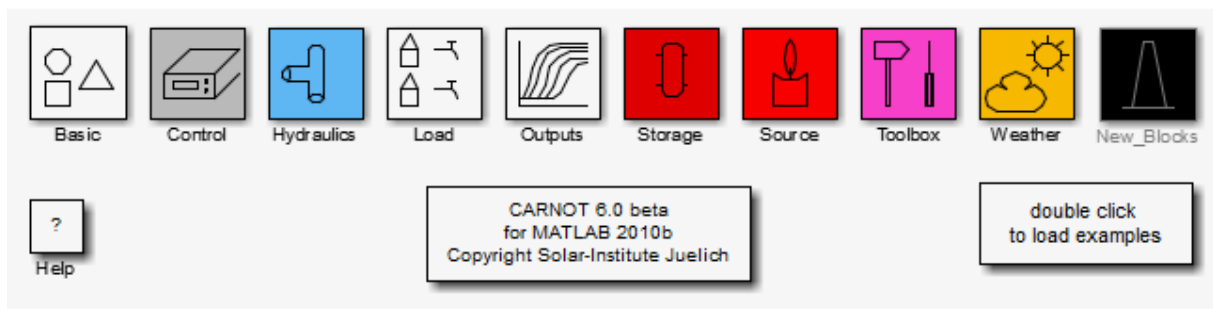 Basic
Control
Hydraulics
Load
Outputs
Storage
Source
Toolbox
Weather
New_Blocks
?
Help
CARNOT 6.0 beta
for MATLAB 2010b
Copyright Solar-Institute Juelich
double click
to load examples